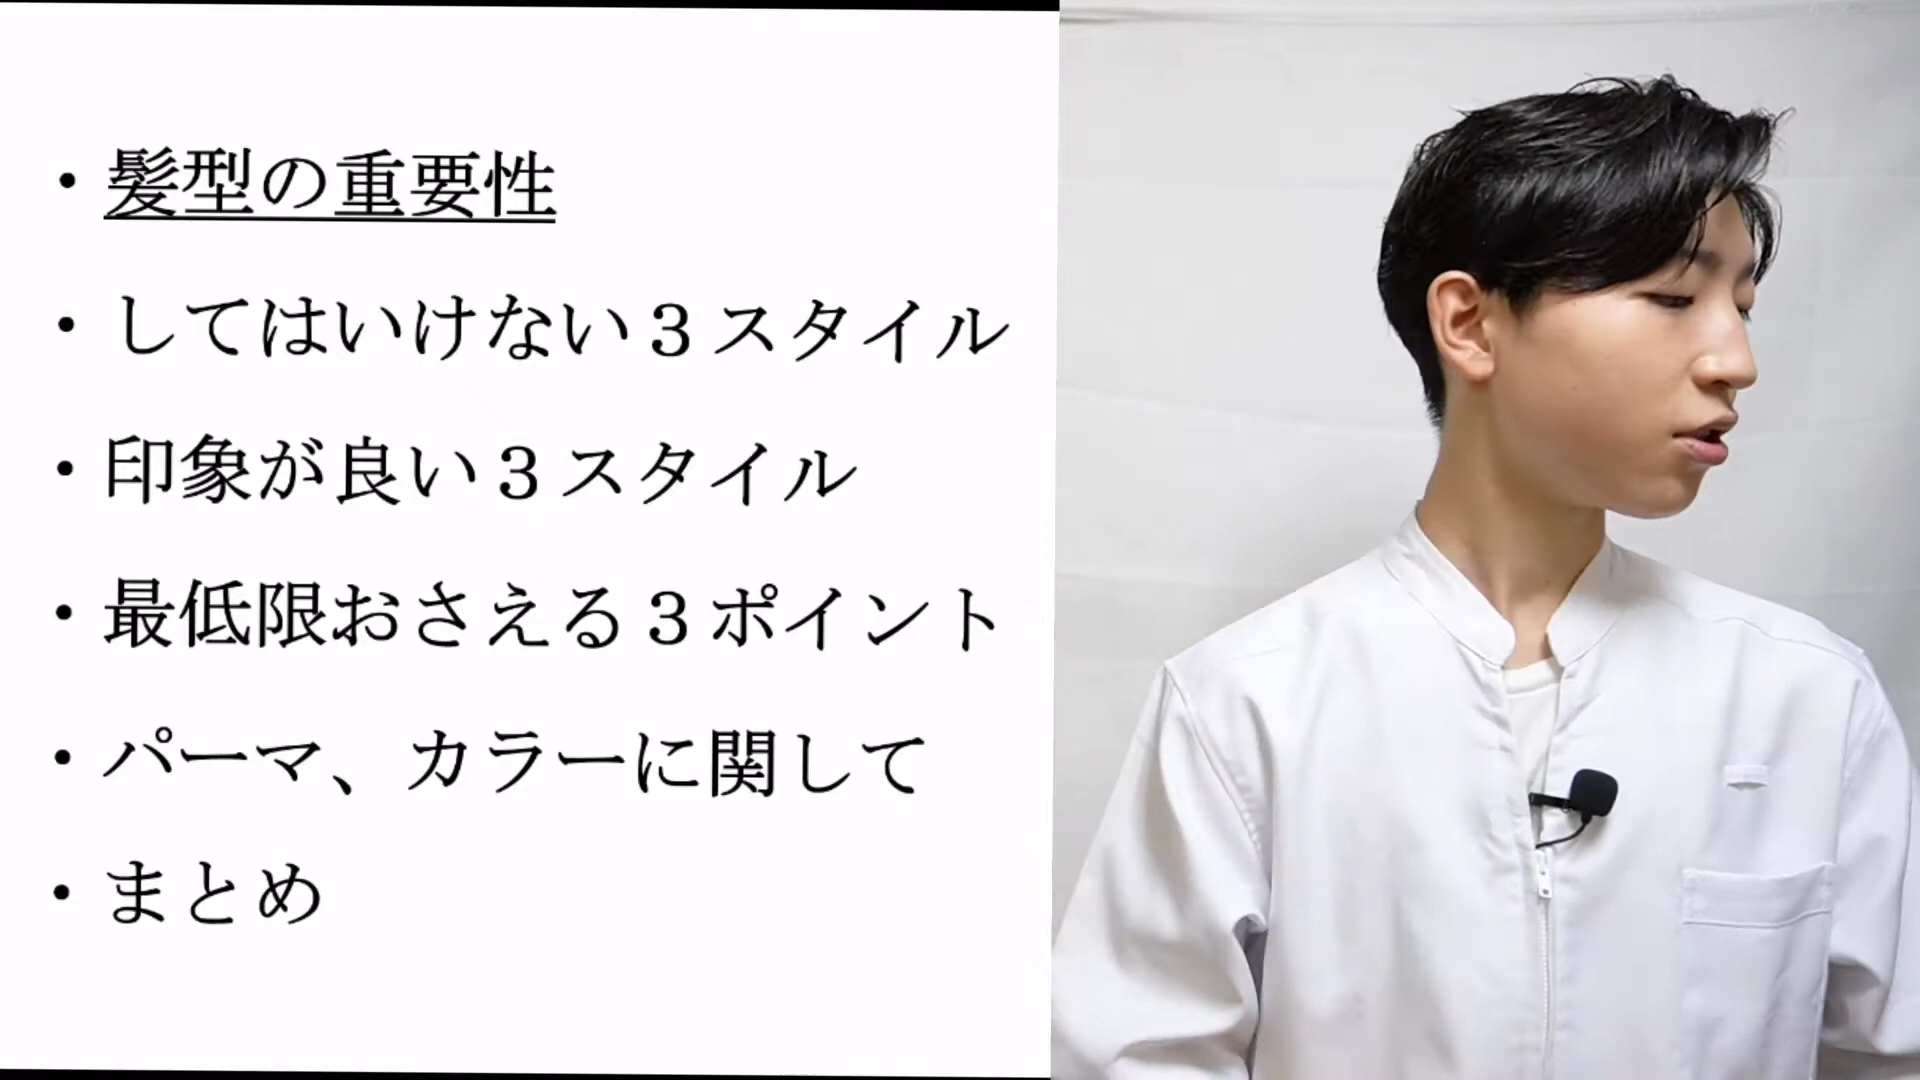 ・髪型の重要性
・してはいけない３スタイル
・印象が良い３スタイル
・最低限おさえる３ポイント
・パーマ、カラーに関して
・まとめ